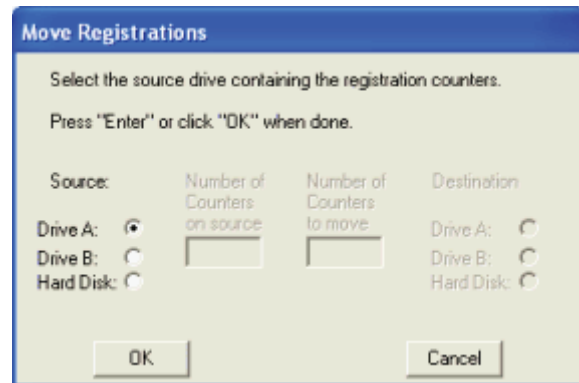 Move Registrations
Select the source drive containing the registration counters.
Press "Enter" or click "OK" when done.
Source:
Drive A:
Drive B:
Hard Disk:
Number of
Counters
on source
Number of
Counters
to move
Destination
Drive A:
Drive B:
Hard Disk:
OK
Cancel